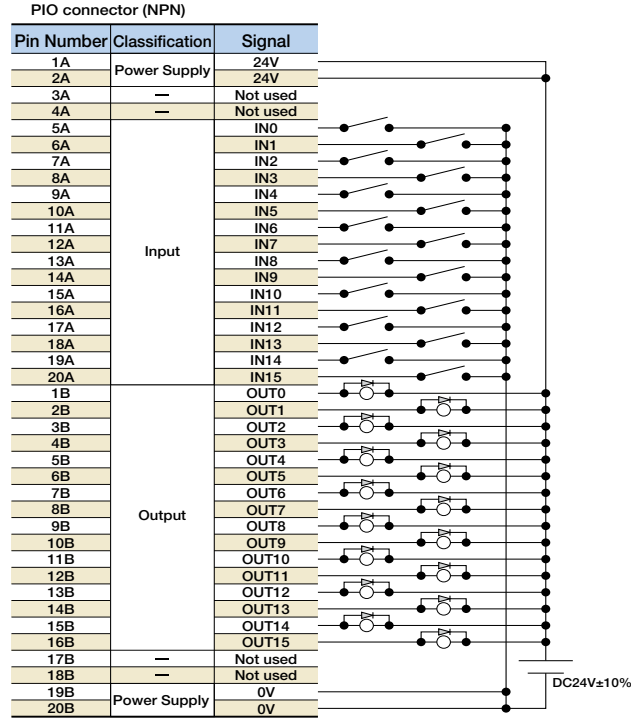 PIO connector (NPN)
Pin Number Classification Signal
1A Power Supply 24V
2A 24V
3A — Not used
4A — Not used
5A Input IN0
6A IN1
7A IN2
8A IN3
9A IN4
10A IN5
11A IN6
12A IN7
13A IN8
14A IN9
15A IN10
16A IN11
17A IN12
18A IN13
19A IN14
20A IN15
1B Output OUT0
2B OUT1
3B OUT2
4B OUT3
5B OUT4
6B OUT5
7B OUT6
8B OUT7
9B OUT8
10B OUT9
11B OUT10
12B OUT11
13B OUT12
14B OUT13
15B OUT14
16B OUT15
17B — Not used
18B — Not used
19B Power Supply 0V
20B 0V
DC24V±10%